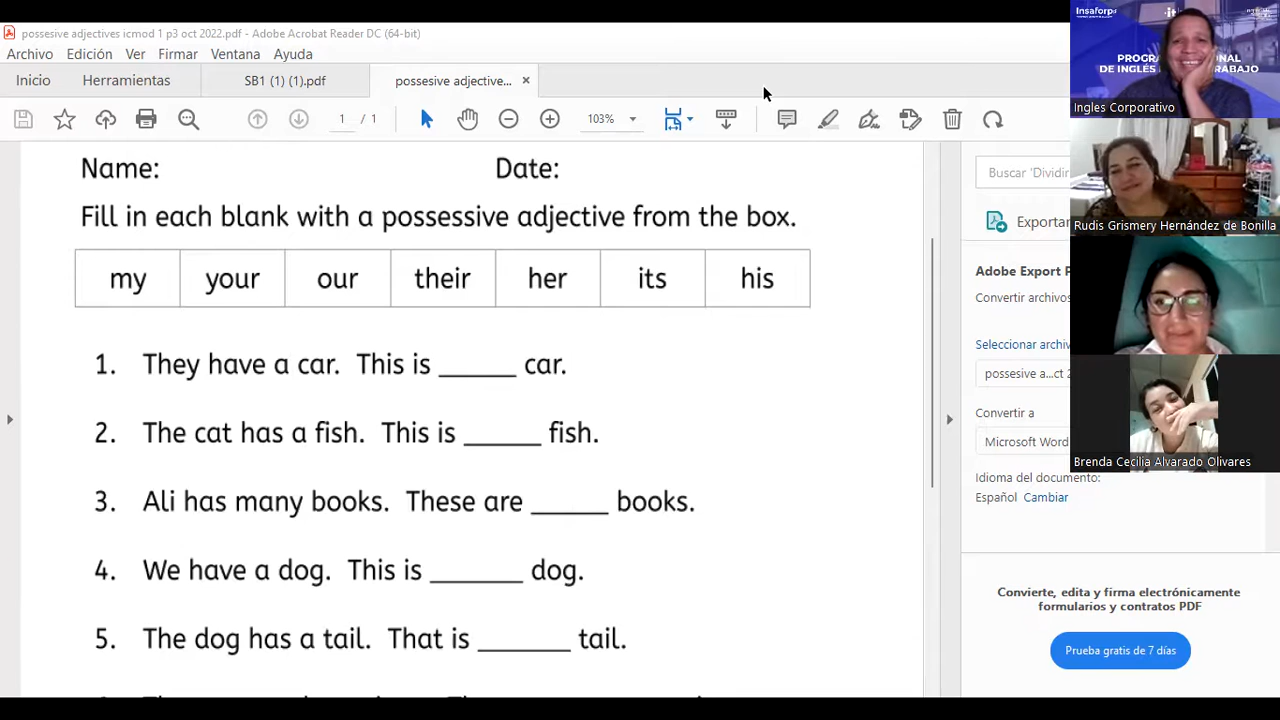 possesive adjectives icmod 1 p3 oct 2022.pdf - Adobe Acrobat Reader DC (64-bit)
Archivo Edición Ver Firmar Ventana Ayuda
Inicio Herramientas SB1 (1) (1).pdf possesive adjective... ×
1 / 1 103%
Name: Date:
Fill in each blank with a possessive adjective from the box.
my your our their her its his
1. They have a car. This is ______ car.
2. The cat has a fish. This is ______ fish.
3. Ali has many books. These are ______ books.
4. We have a dog. This is _______ dog.
5. The dog has a tail. That is _______ tail.
Buscar 'Dividir
Exportar
Adobe Export P
Convertir archivos
Seleccionar archiv
possesive a...ct 2
Convertir a
Microsoft Word
Idioma del documento:
Español Cambiar
Convierte, edita y firma electrónicamente
formularios y contratos PDF
Prueba gratis de 7 días
Insaforp
Ingles Corporativo
Rudis Grismery Hernández de Bonilla
Brenda Cecilia Alvarado Olivares